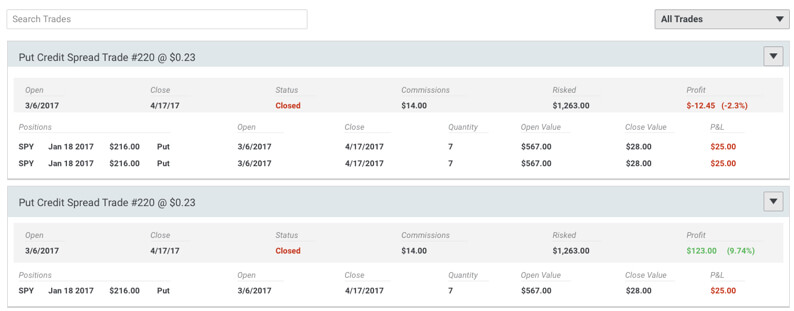 Search Trades
All Trades
Put Credit Spread Trade #220 @ $0.23
Open Close Status Commissions Risked Profit
3/6/2017 4/17/17 Closed $14.00 $1,263.00 $-12.45 (-2.3%)
Positions Open Close Quantity Open Value Close Value P&L
SPY Jan 18 2017 $216.00 Put 3/6/2017 4/17/2017 7 $567.00 $28.00 $25.00
SPY Jan 18 2017 $216.00 Put 3/6/2017 4/17/2017 7 $567.00 $28.00 $25.00
Put Credit Spread Trade #220 @ $0.23
Open Close Status Commissions Risked Profit
3/6/2017 4/17/17 Closed $14.00 $1,263.00 $123.00 (9.74%)
Positions Open Close Quantity Open Value Close Value P&L
SPY Jan 18 2017 $216.00 Put 3/6/2017 4/17/2017 7 $567.00 $28.00 $25.00